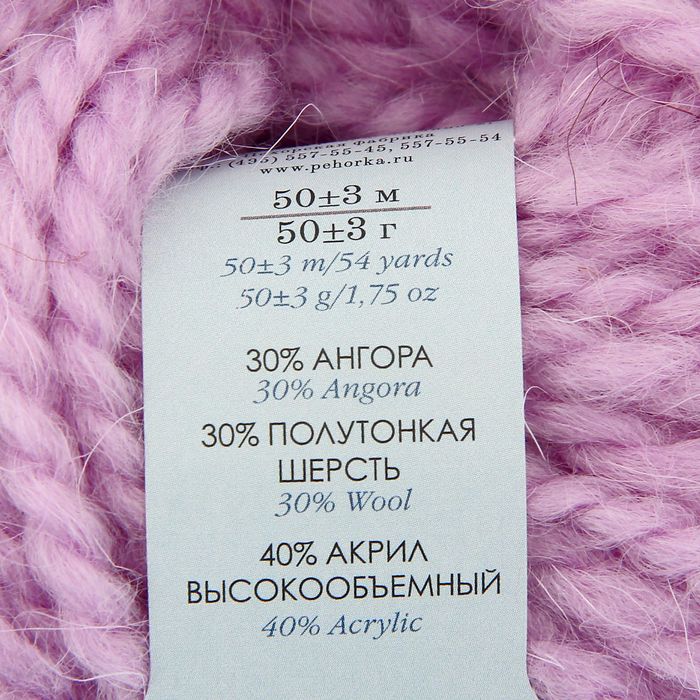 Фабрика
(495) 557-55-45, 557-55-54
www.pehorka.ru
50±3 м
50±3 г
50±3 m/54 yards
50±3 g/1,75 oz
30% АНГОРА
30% Angora
30% ПОЛУТОНКАЯ
ШЕРСТЬ
30% Wool
40% АКРИЛ
ВЫСОКООБЪЕМНЫЙ
40% Acrylic